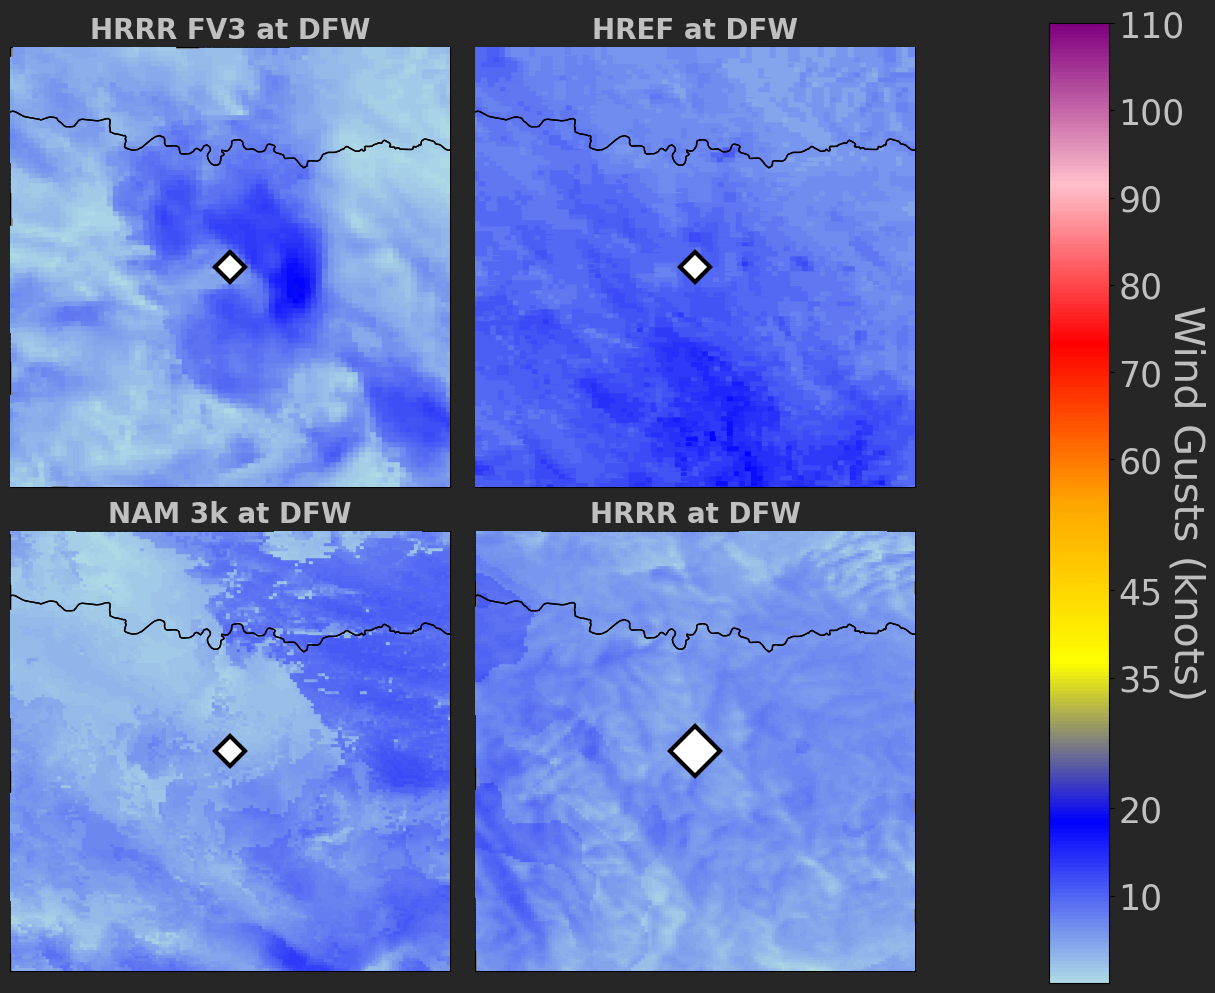 HRRR FV3 at DFW
HREF at DFW
NAM 3k at DFW
HRRR at DFW
110
100
90
80
70
60
45
35
20
10
Wind Gusts (knots)